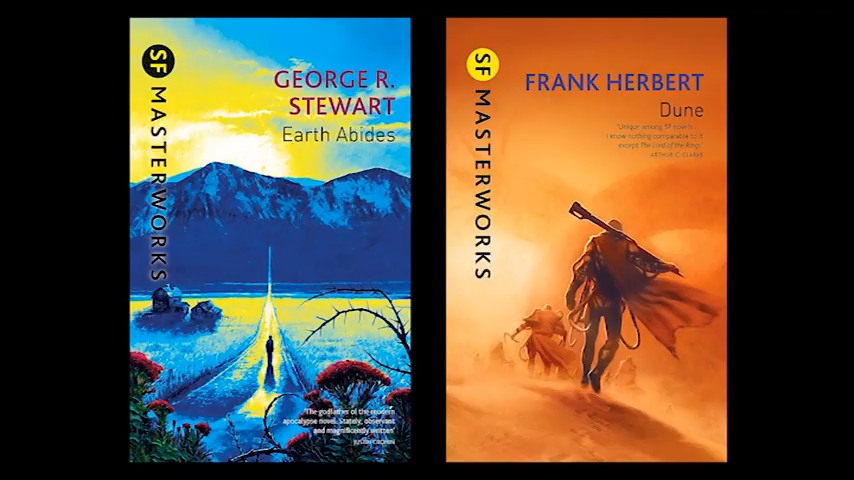 SF MASTERWORKS
GEORGE R.
STEWART
Earth Abides
'The godfather of the modern
apocalypse novel. Stately, observant
and magnificently written'
JUSTIN CRONIN
SF MASTERWORKS
FRANK HERBERT
Dune
'Unique among SF novels...
I know nothing comparable to it
except The Lord of the Rings'
ARTHUR C. CLARKE